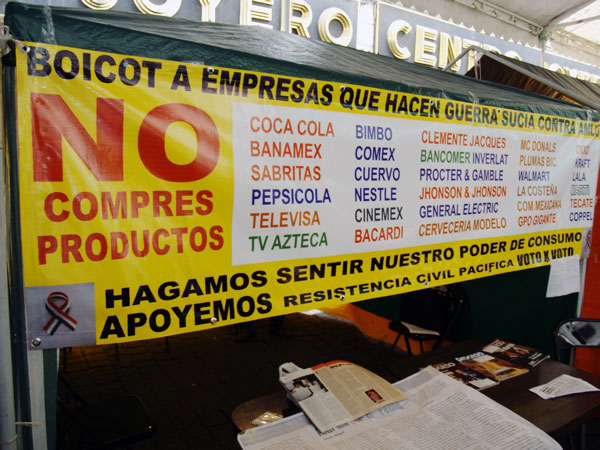 OYERO CENTRO
BOICOT A EMPRESAS QUE HACEN GUERRA SUCIA CONTRA AMLO
NO
COMPRES
PRODUCTOS
COCA COLA
BANAMEX
SABRITAS
PEPSICOLA
TELEVISA
TV AZTECA
BIMBO
COMEX
CUERVO
NESTLE
CINEMEX
BACARDI
CLEMENTE JACQUES
BANCOMER INVERLAT
PROCTER & GAMBLE
JHONSON & JHONSON
GENERAL ELECTRIC
CERVECERIA MODELO
MC DONALS
PLUMAS BIC
WALMART
LA COSTEÑA
COM MEXICANA
GPO GIGANTE
KRAFT
LALA
TECATE
COPPEL
HAGAMOS SENTIR NUESTRO PODER DE CONSUMO
APOYEMOS RESISTENCIA CIVIL PACIFICA VOTO X VOTO